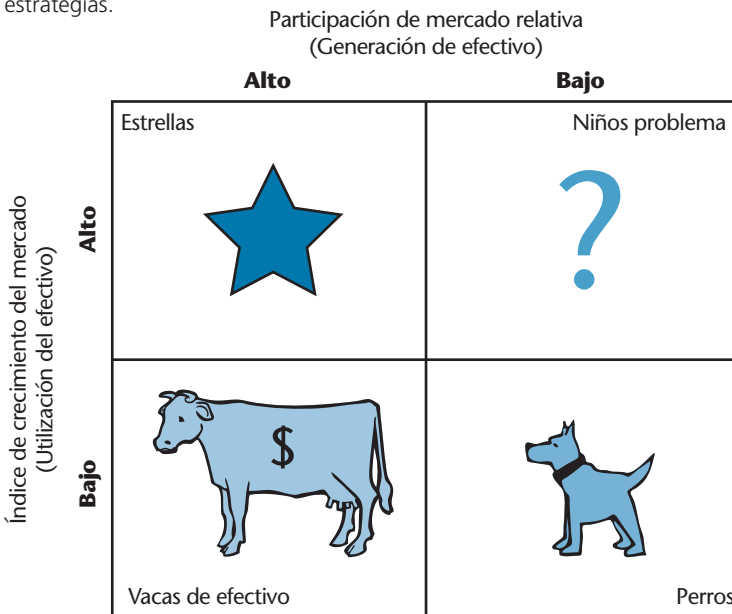 estrategias.
Participación de mercado relativa
(Generación de efectivo)
Alto
Bajo
Estrellas
Niños problema
?
Índice de crecimiento del mercado
(Utilización del efectivo)
Alto
Bajo
$
Vacas de efectivo
Perros